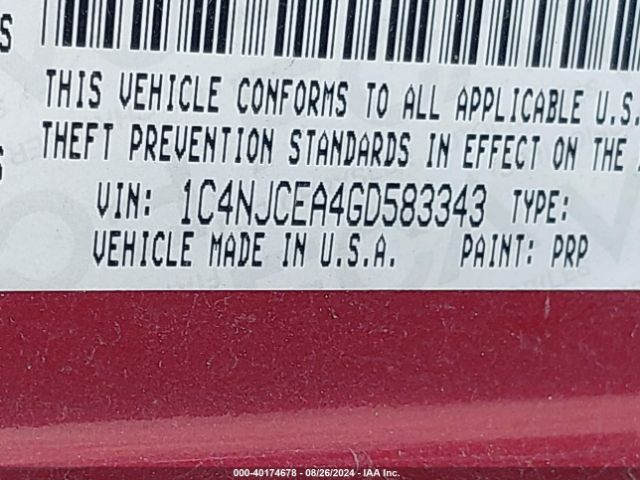 THIS VEHICLE CONFORMS TO ALL APPLICABLE U.S.
THEFT PREVENTION STANDARDS IN EFFECT ON THE
VIN: 1C4NJCEA4GD583343 TYPE:
VEHICLE MADE IN U.S.A. PAINT: PRP
000-40174678 - 08/26/2024 - IAA Inc.